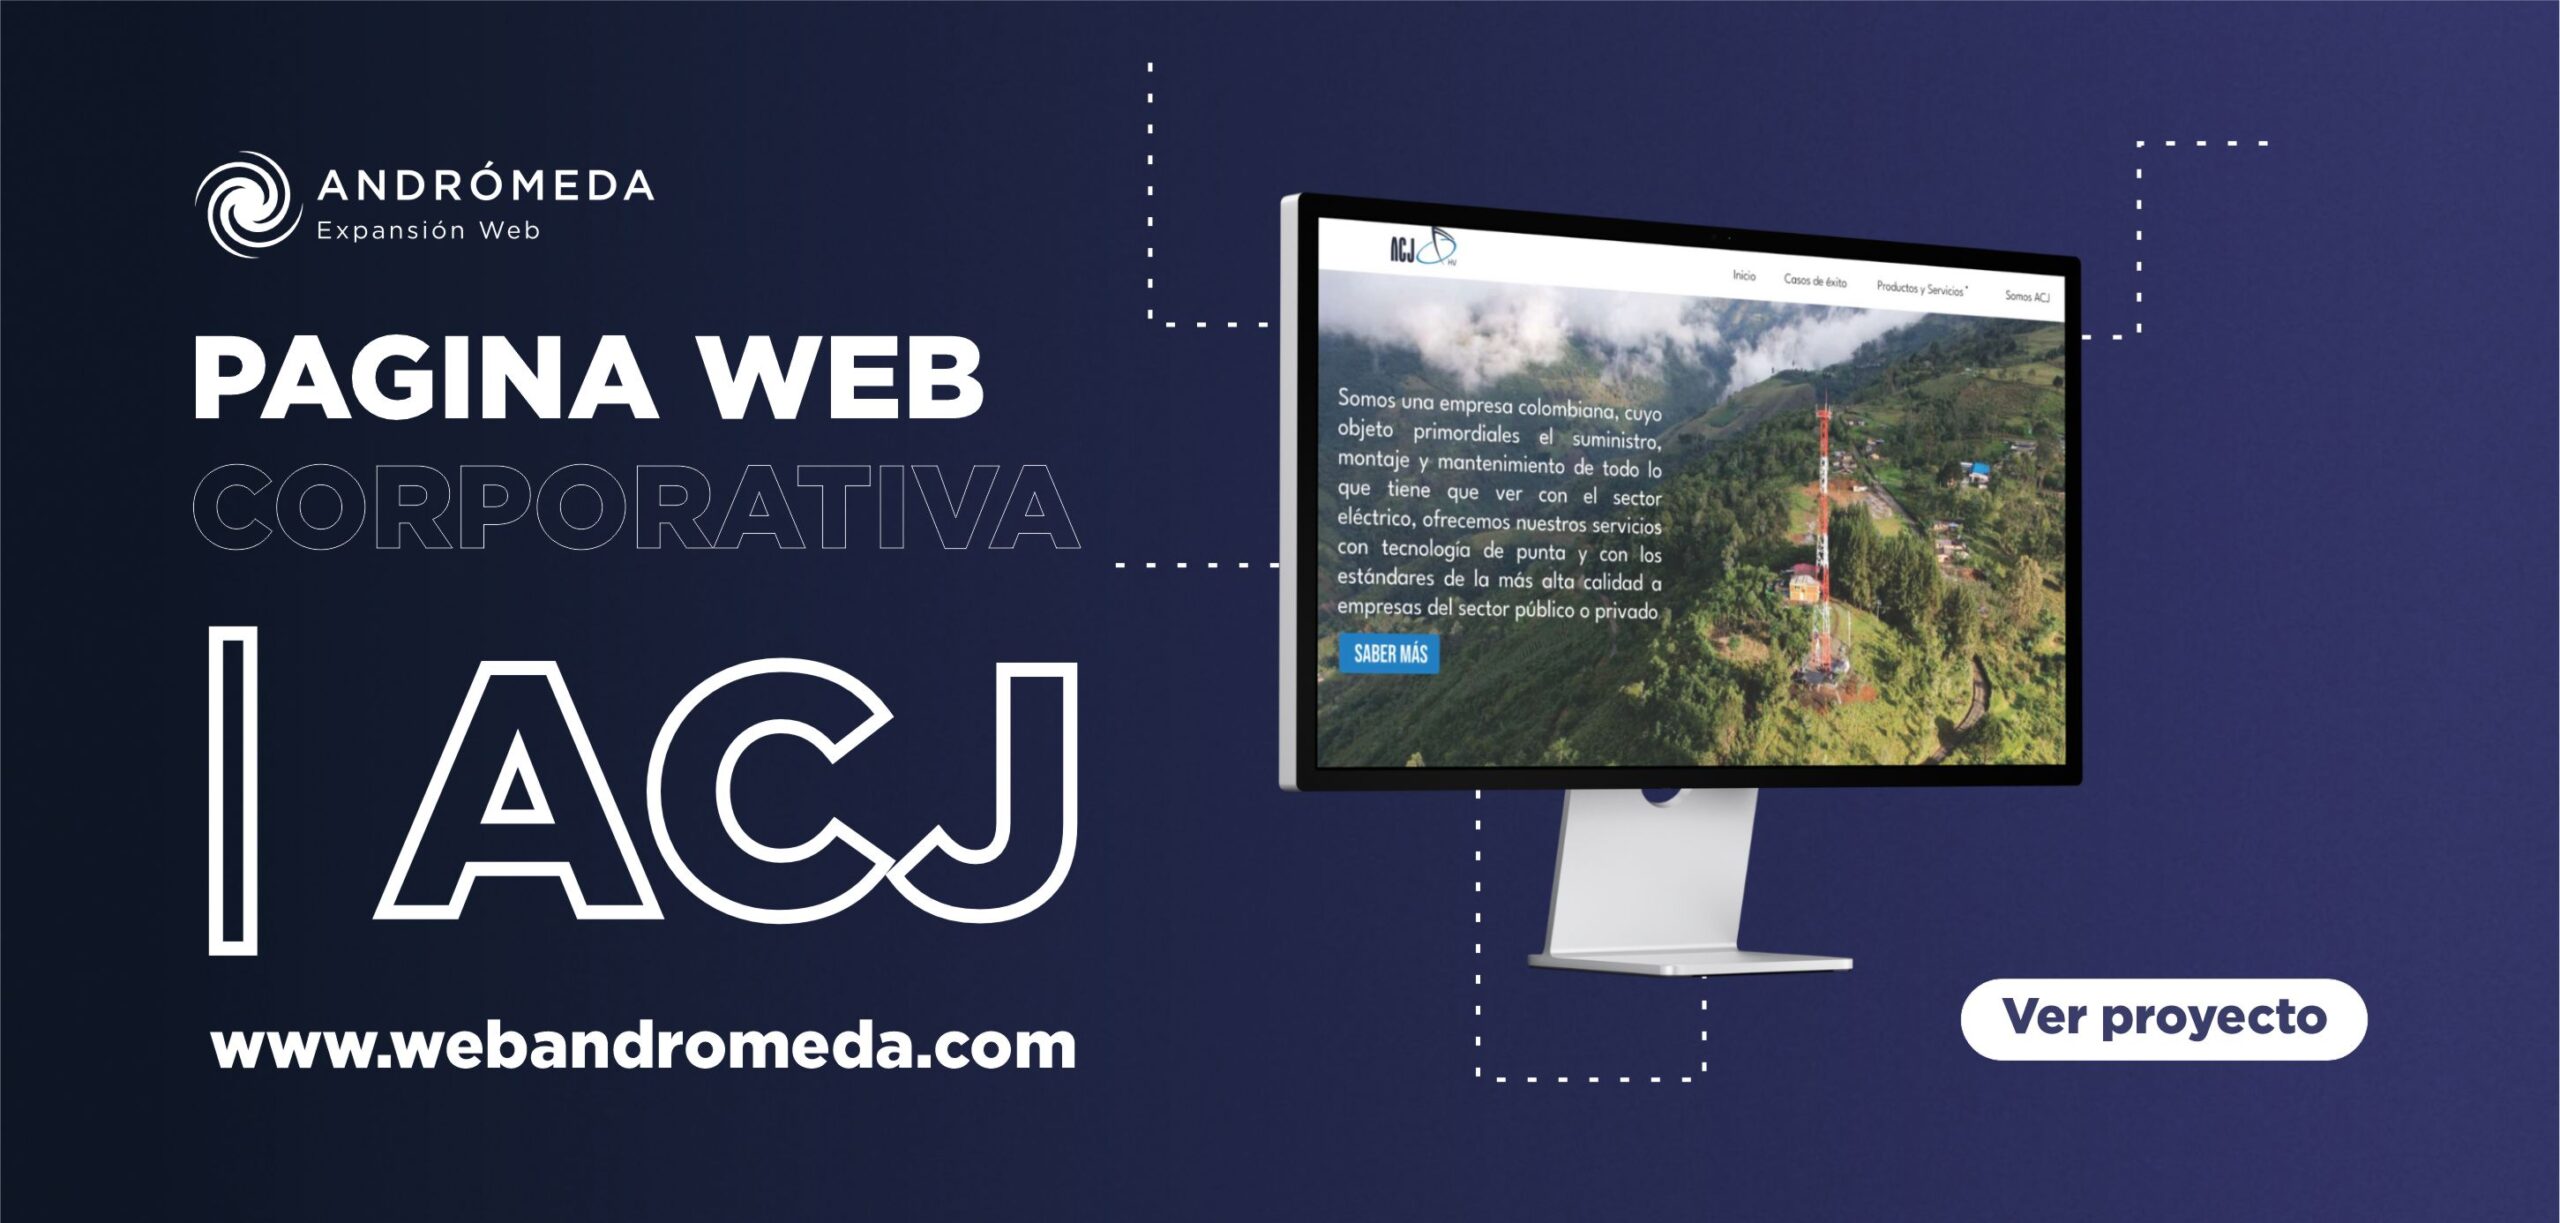 ANDRÓMEDA
Expansión Web
PAGINA WEB
CORPORATIVA
| ACJ
www.webandromeda.com
ACJ
HV
Inicio Casos de éxito Productos y Servicios Somos ACJ
Somos una empresa colombiana, cuyo
objeto primordiales el suministro,
montaje y mantenimiento de todo lo
que tiene que ver con el sector
eléctrico, ofrecemos nuestros servicios
con tecnología de punta y con los
estándares de la más alta calidad a
empresas del sector público o privado
SABER MÁS
Ver proyecto